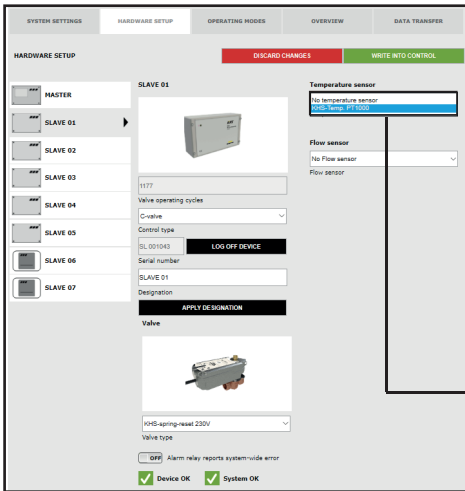 SYSTEM SETTINGS
HARDWARE SETUP
OPERATING MODES
OVERVIEW
DATA TRANSFER
HARDWARE SETUP
DISCARD CHANGES
WRITE INTO CONTROL
MASTER
SLAVE 01
SLAVE 02
SLAVE 03
SLAVE 04
SLAVE 05
SLAVE 06
SLAVE 07
SLAVE 01
1177
Valve operating cycles
C-valve
Control type
SL 001043
LOG OFF DEVICE
Serial number
SLAVE 01
Designation
APPLY DESIGNATION
Valve
KHS-spring-reset 230V
Valve type
OFF Alarm relay reports system-wide error
Device OK
System OK
Temperature sensor
No temperature sensor
KHS-Temp. PT1000
Flow sensor
No Flow sensor
Flow sensor